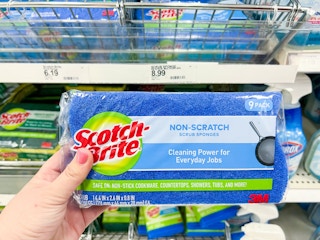 6.19
8.99
9 PACK
Scotch-Brite
NON-SCRATCH
SCRUB SPONGES
Cleaning Power for
Everyday Jobs
SAFE ON: NON-STICK COOKWARE, COUNTERTOPS, SHOWERS, TUBS, AND MORE!
3M